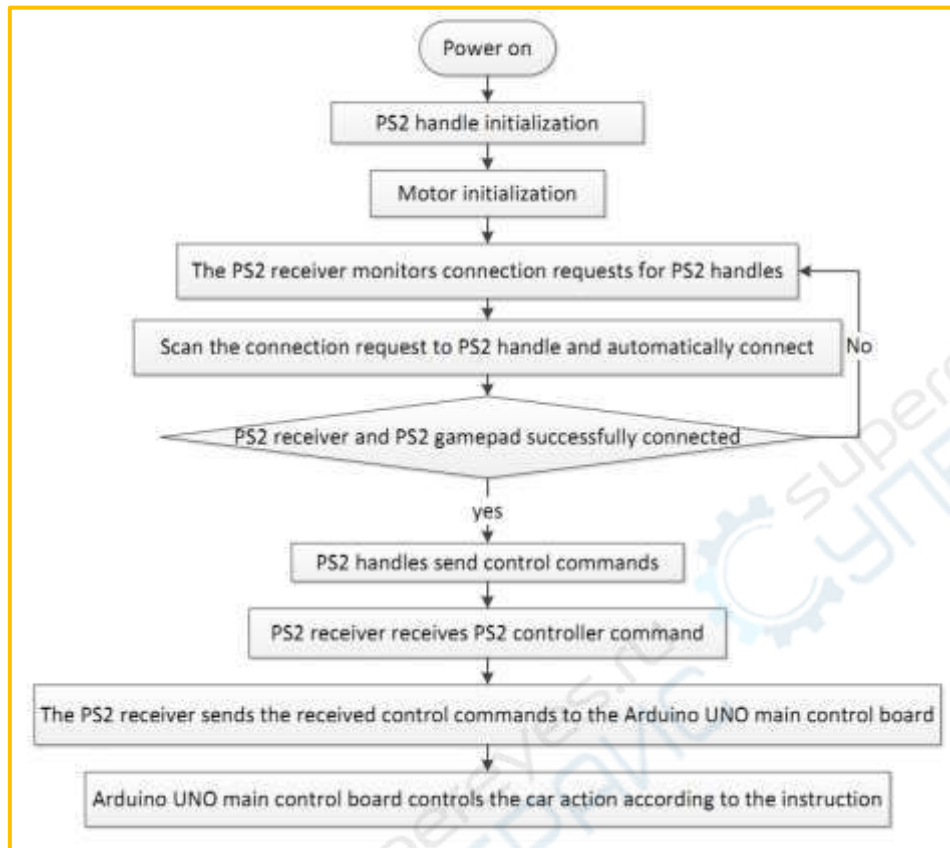 Power on
PS2 handle initialization
Motor initialization
The PS2 receiver monitors connection requests for PS2 handles
Scan the connection request to PS2 handle and automatically connect
No
PS2 receiver and PS2 gamepad successfully connected
yes
PS2 handles send control commands
PS2 receiver receives PS2 controller command
The PS2 receiver sends the received control commands to the Arduino UNO main control board
Arduino UNO main control board controls the car action according to the instruction